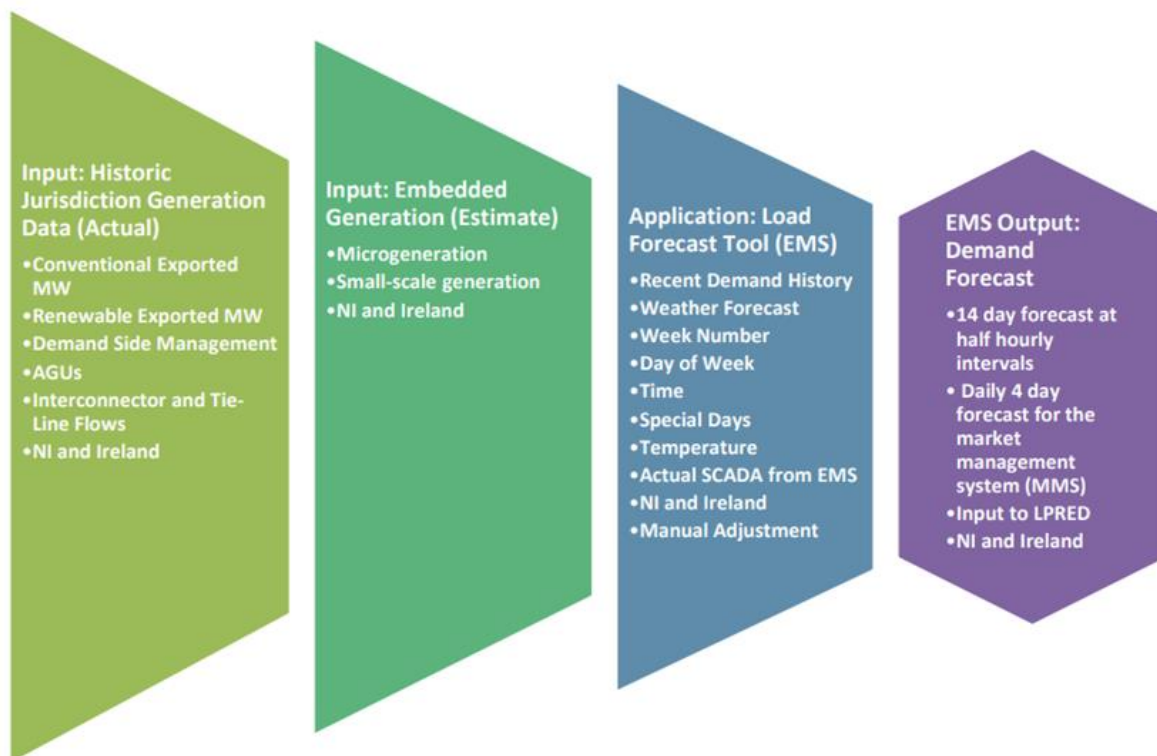 Input: Historic
Jurisdiction Generation
Data (Actual)
•Conventional Exported
MW
•Renewable Exported MW
•Demand Side Management
•AGUs
•Interconnector and Tie-
Line Flows
•NI and Ireland
Input: Embedded
Generation (Estimate)
•Microgeneration
•Small-scale generation
•NI and Ireland
Application: Load
Forecast Tool (EMS)
•Recent Demand History
•Weather Forecast
•Week Number
•Day of Week
•Time
•Special Days
•Temperature
•Actual SCADA from EMS
•NI and Ireland
•Manual Adjustment
EMS Output:
Demand
Forecast
•14 day forecast at
half hourly
intervals
• Daily 4 day
forecast for the
market
management
system (MMS)
•Input to LPRED
•NI and Ireland